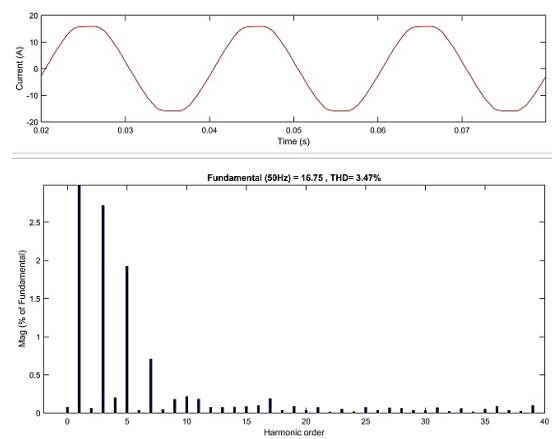 20
10
0
-10
-20
Current (A)
0.02 0.03 0.04 0.05 0.06 0.07
Time (s)
Fundamental (50Hz) = 16.75 , THD= 3.47%
2.5
2
1.5
1
0.5
0
Mag (% of Fundamental)
0 5 10 15 20 25 30 35 40
Harmonic order